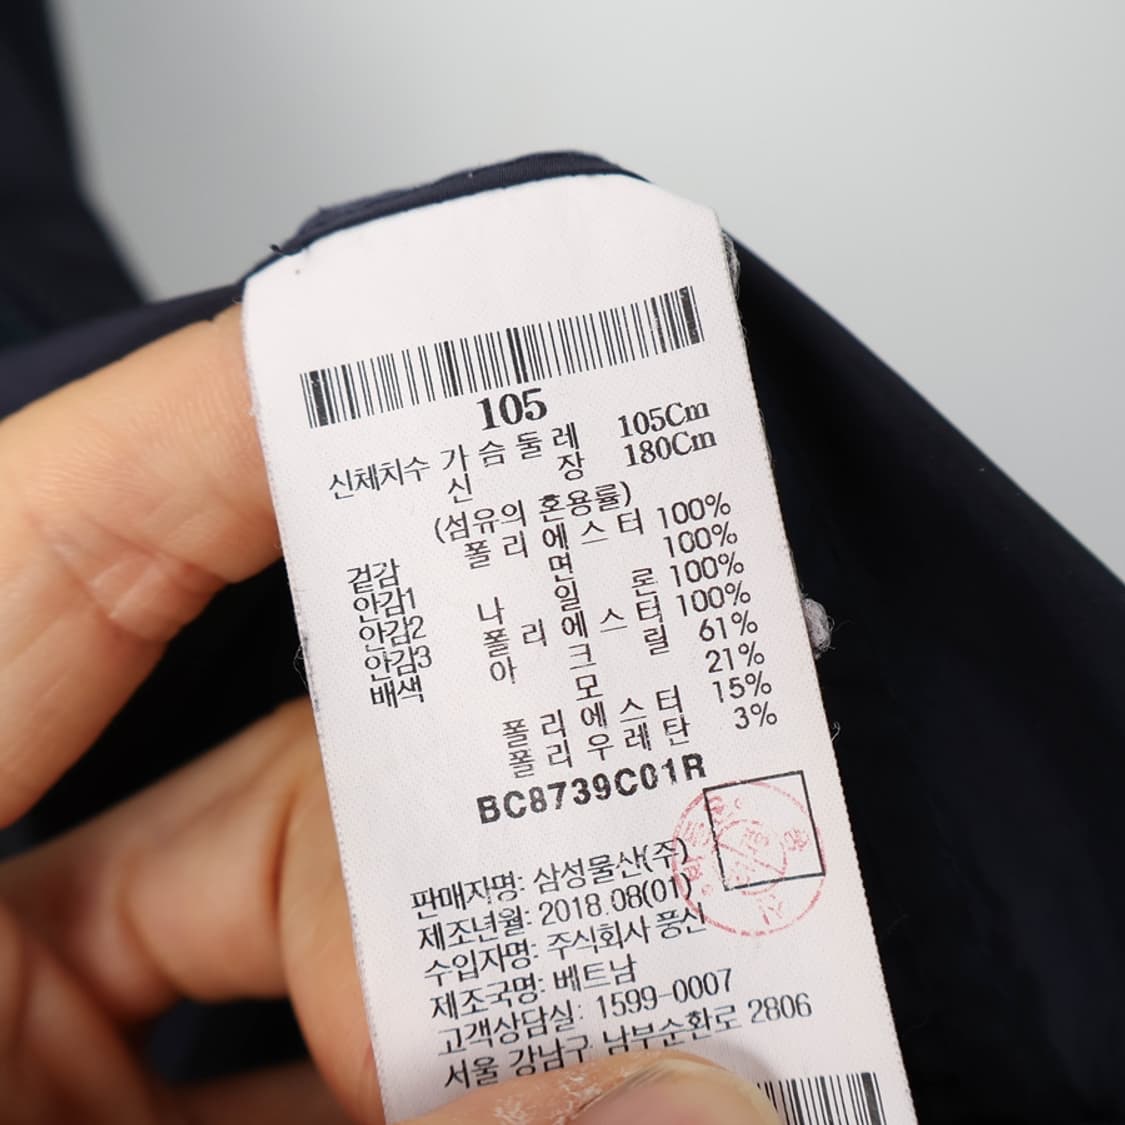 105
신체치수 가 슴 둘 레 105Cm
신 장 180Cm
(섬유의 혼용률)
겉감 폴 리 에 스 터 100%
안감1 면 100%
안감2 나 일 론 100%
안감3 폴 리 에 스 터 100%
배색 아 크 릴 61%
모 21%
폴 리 에 스 터 15%
폴 리 우 레 탄 3%
BC8739C01R
판매자명: 삼성물산(주)
제조년월: 2018.08(01)
수입자명: 주식회사 풍신
제조국명: 베트남
고객상담실: 1599-0007
서울 강남구 남부순환로 2806